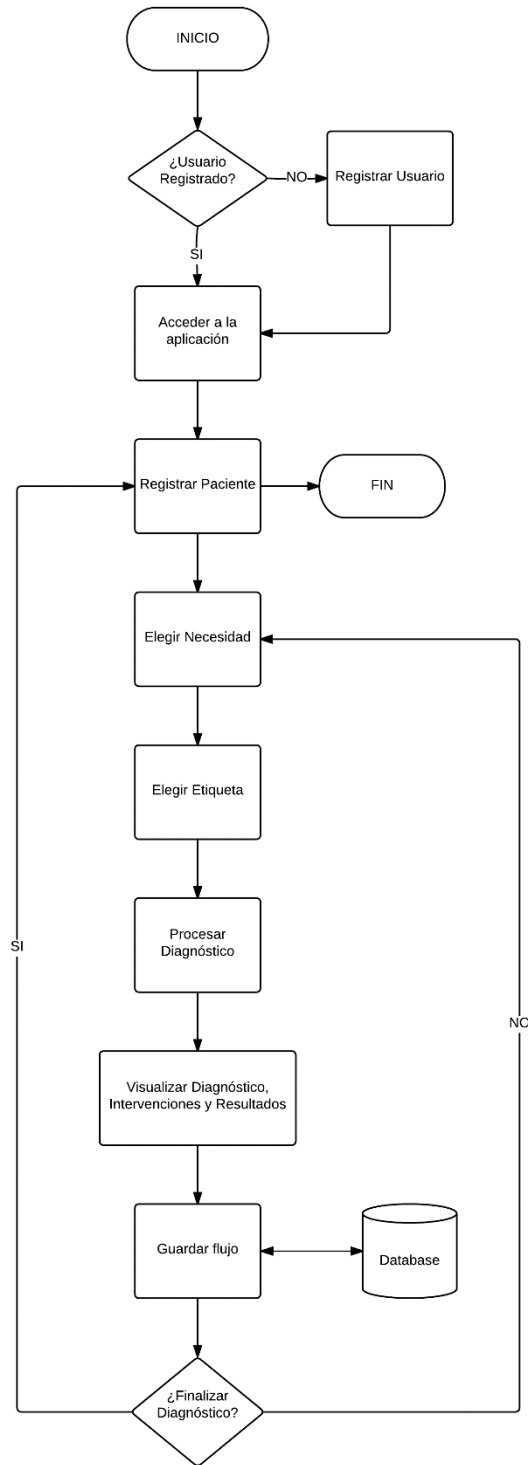 INICIO
¿Usuario
Registrado?
NO
Registrar Usuario
SI
Acceder a la
aplicación
Registrar Paciente
FIN
Elegir Necesidad
Elegir Etiqueta
Procesar
Diagnóstico
SI
NO
Visualizar Diagnóstico,
Intervenciones y Resultados
Guardar flujo
Database
¿Finalizar
Diagnóstico?